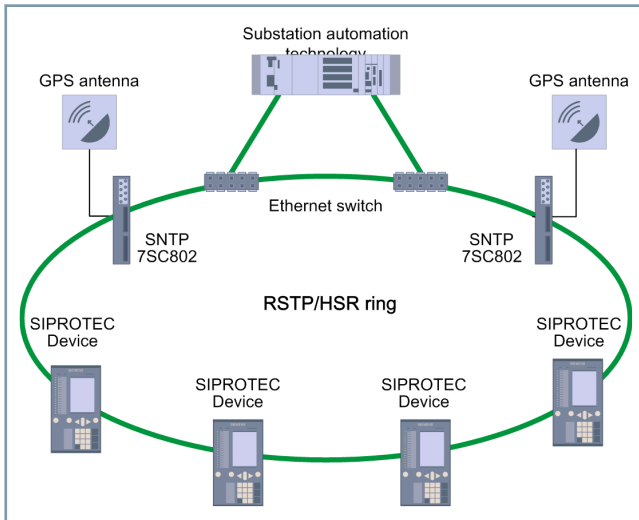 Substation automation
technology
GPS antenna
GPS antenna
Ethernet switch
SNTP
7SC802
SNTP
7SC802
RSTP/HSR ring
SIPROTEC
Device
SIPROTEC
Device
SIPROTEC
Device
SIPROTEC
Device